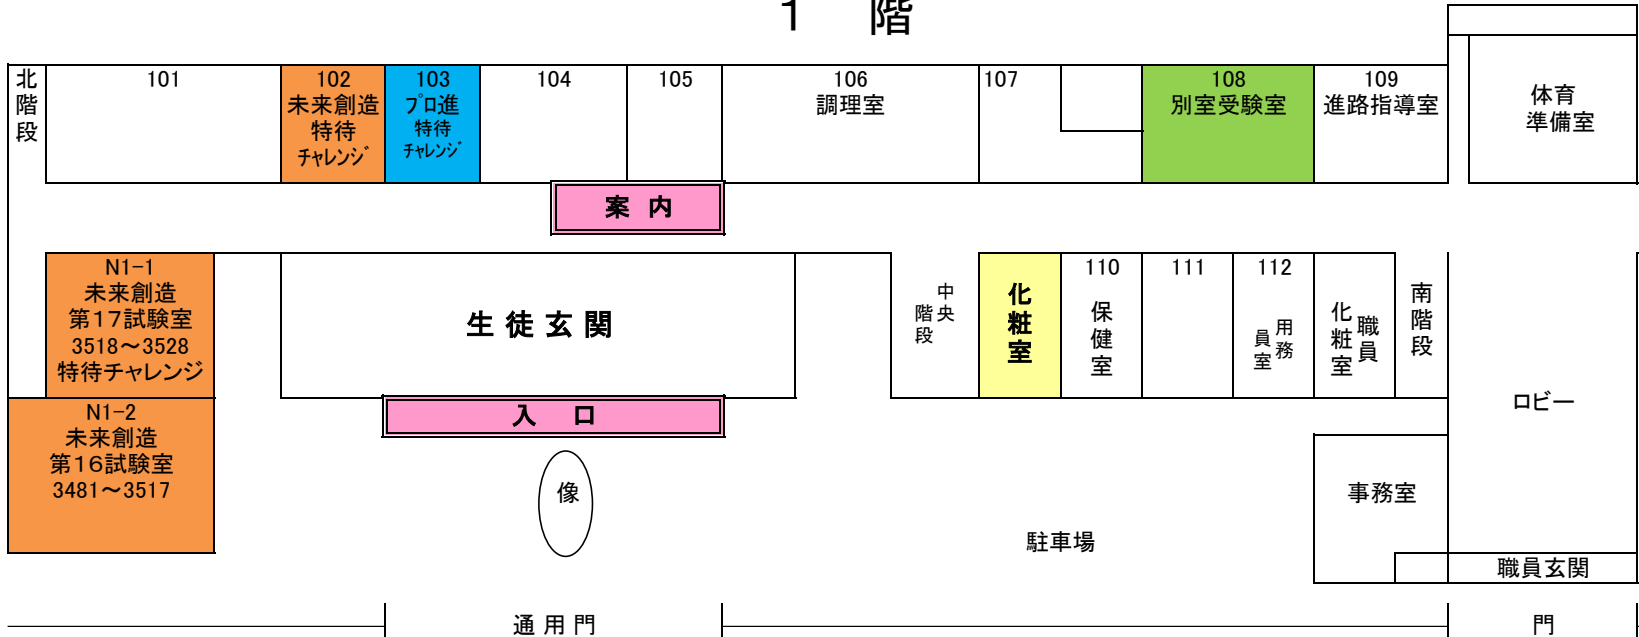 1 階
北階段
101
102
未来創造
特待
チャレンジ
103
プロ進
特待
チャレンジ
104
105
106
調理室
107
108
別室受験室
109
進路指導室
体育
準備室
案 内
N1-1
未来創造
第17試験室
3518～3528
特待チャレンジ
生 徒 玄 関
中央
階段
化粧室
110
保健室
111
112
用務
員室
職員
化粧室
南階段
ロビー
入 口
N1-2
未来創造
第16試験室
3481～3517
像
事務室
駐車場
職員玄関
通 用 門
門